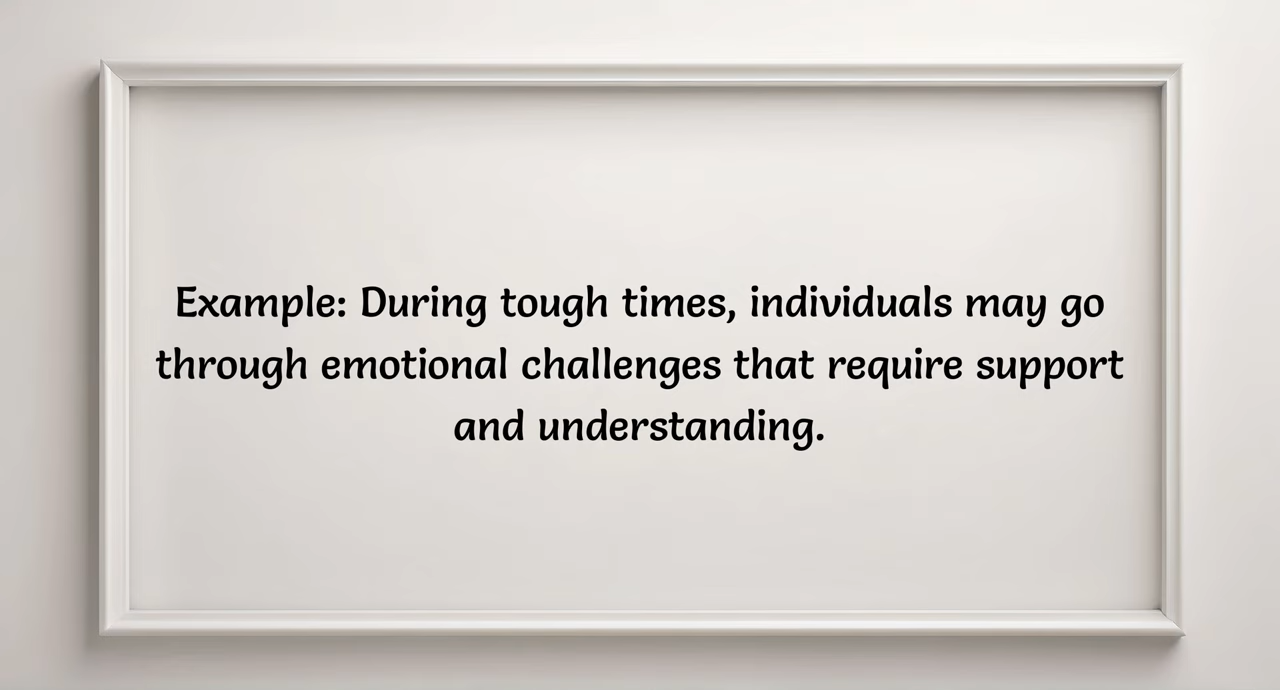 Example: During tough times, individuals may go
through emotional challenges that require support
and understanding.